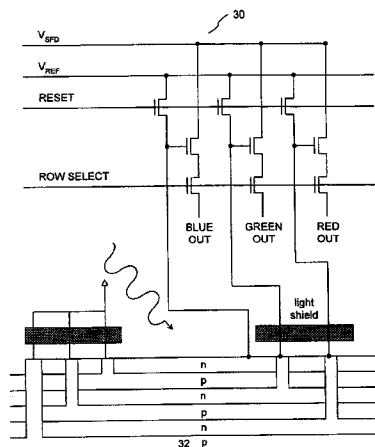 30
V_SFD
V_REF
RESET
ROW SELECT
BLUE OUT
GREEN OUT
RED OUT
light shield
n
p
n
p
n
32 p